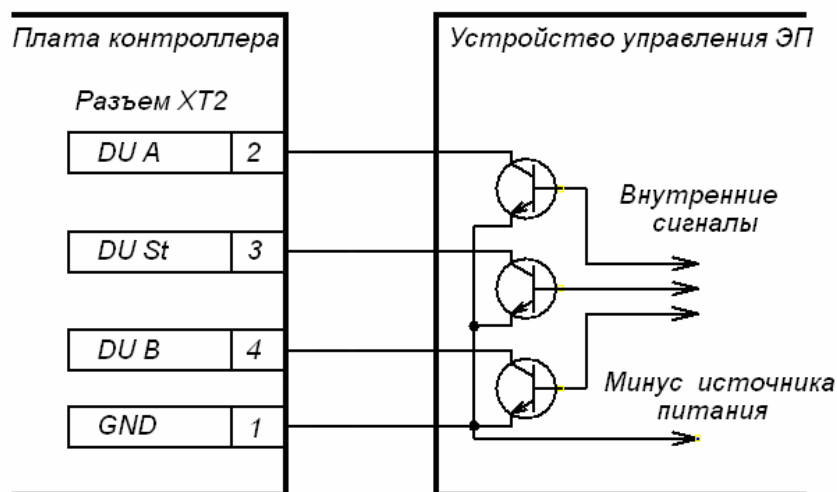 Плата контроллера
Устройство управления ЭП
Разъем ХТ2
DU A 2
DU St 3
DU B 4
GND 1
Внутренние
сигналы
Минус источника
питания